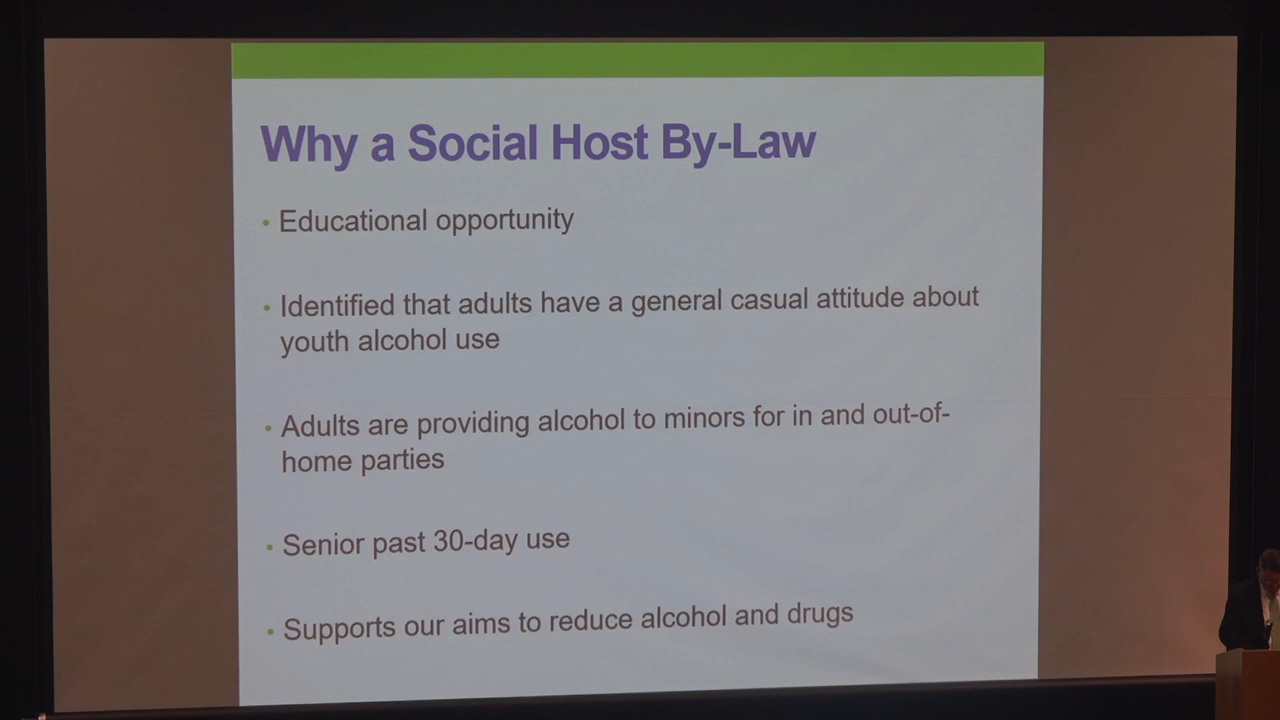 Why a Social Host By-Law
• Educational opportunity
• Identified that adults have a general casual attitude about
youth alcohol use
• Adults are providing alcohol to minors for in and out-of-
home parties
• Senior past 30-day use
• Supports our aims to reduce alcohol and drugs